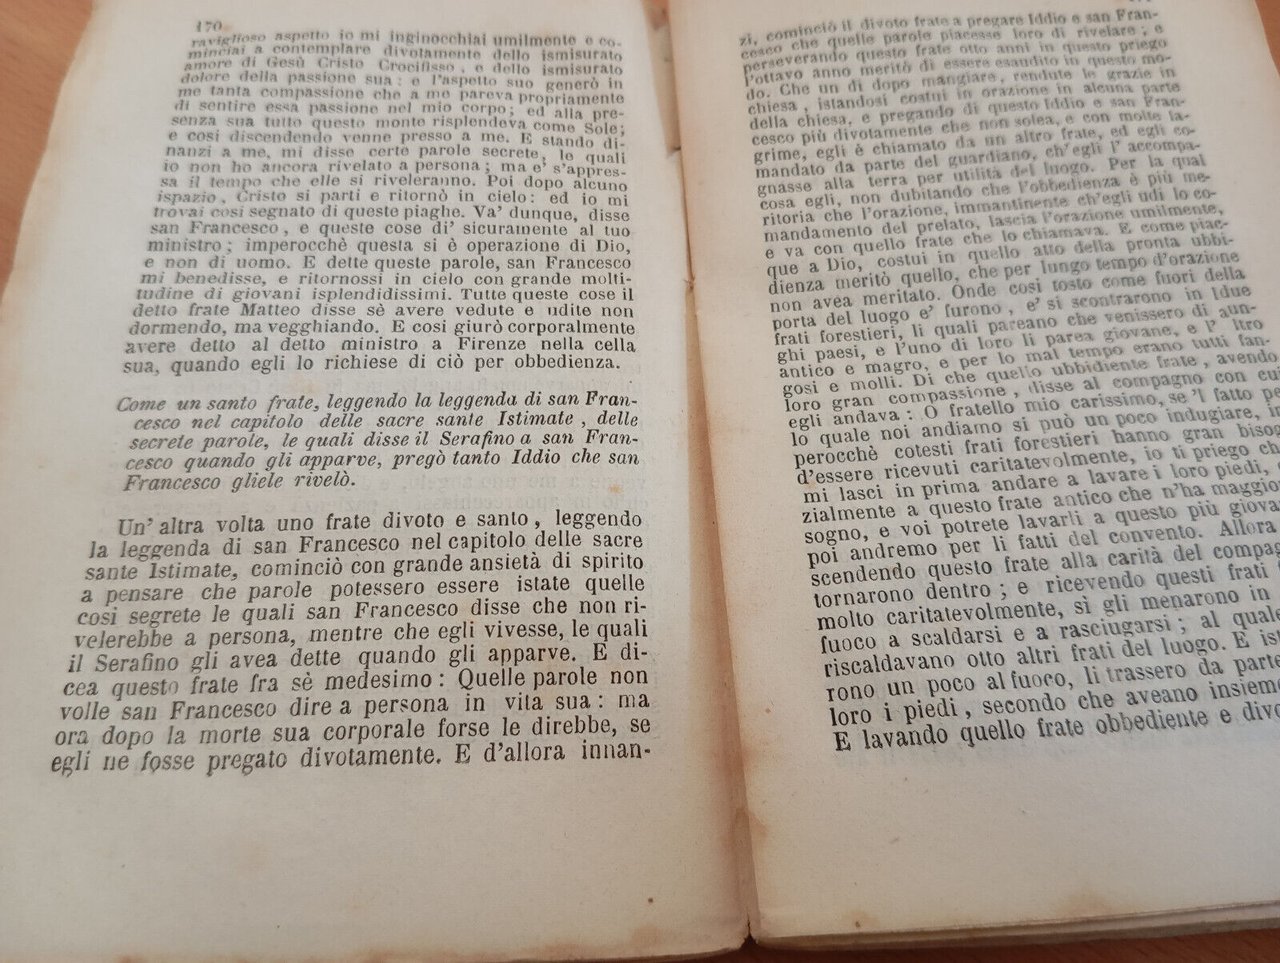 170
raviglioso aspetto io mi inginocchiai umilmente e co-
minciai a contemplare divotamente dello ismisurato
amore di Gesù Cristo Crocifisso, e dello ismisurato
dolore della passione sua: e l'aspetto suo generò in
me tanta compassione che a me pareva propriamente
di sentire essa passione nel mio corpo; ed alla pre-
senza sua tutto questo monte risplendeva come Sole;
e così discendendo venne presso a me. E stando di-
nanzi a me, mi disse certe parole secrete, le quali
io non ho ancora rivelato a persona; ma e' s'appres-
sa il tempo che elle si riveleranno. Poi dopo alcuno
ispazio, Cristo si partì e ritornò in cielo: ed io mi
trovai così segnato di queste piaghe. Va' dunque, disse
san Francesco, e queste cose di' sicuramente al tuo
ministro; imperocchè questa si è operazione di Dio,
e non di uomo. E dette queste parole, san Francesco
mi benedisse, e ritornossi in cielo con grande molti-
tudine di giovani isplendidissimi. Tutte queste cose il
detto frate Matteo disse sè avere vedute e udite non
dormendo, ma vegghiando. E così giurò corporalmente
avere detto al detto ministro a Firenze nella cella
sua, quando egli lo richiese di ciò per obbedienza.
Come un santo frate, leggendo la leggenda di san Fran-
cesco nel capitolo delle sacre sante Istimate, delle
secrete parole, le quali disse il Serafino a san Fran-
cesco quando gli apparve, pregò tanto Iddio che san
Francesco gliele rivelò.
Un' altra volta uno frate divoto e santo, leggendo
la leggenda di san Francesco nel capitolo delle sacre
sante Istimate, cominciò con grande ansietà di spirito
a pensare che parole potessero essere istate quelle
così segrete le quali san Francesco disse che non ri-
velerebbe a persona, mentre che egli vivesse, le quali
il Serafino gli avea dette quando gli apparve. E di-
cea questo frate fra sè medesimo: Quelle parole non
volle san Francesco dire a persona in vita sua: ma
ora dopo la morte sua corporale forse le direbbe, se
egli ne fosse pregato divotamente. E d'allora innan-
zi, cominciò il divoto frate a pregare Iddio e san Fran-
cesco che quelle parole piacesse loro di rivelare; e
perseverando questo frate otto anni in questo priego
l'ottavo anno meritò di essere esaudito in questo mo-
do. Che un dì dopo mangiare, rendute le grazie in
chiesa, istandosi costui in orazione in alcuna parte
della chiesa, e pregando di questo Iddio e san Fran-
cesco più divotamente che non solea, e con molte la-
grime, egli è chiamato da un altro frate, ed egli co-
mandato da parte del guardiano, ch'egli l' accompa-
gnasse alla terra per utilità del luogo. Per la qual
cosa egli, non dubitando che l'obbedienza è più me-
ritoria che l'orazione, immantinente ch'egli udì lo co-
mandamento del prelato, lascia l'orazione umilmente,
e va con quello frate che lo chiamava. E come piac-
que a Dio, costui in quello atto della pronta ubbi-
dienza meritò quello, che per lungo tempo d'orazione
non avea meritato. Onde così tosto come fuori della
porta del luogo e' furono, e' si scontrarono in due
frati forestieri, li quali pareano che venissero di lun-
ghi paesi, e l'uno di loro li parea giovane, e l' ltro
antico e magro, e per lo mal tempo erano tutti fan-
gosi e molli. Di che quello ubbidiente frate, avendo
loro gran compassione, disse al compagno con cui
egli andava: O fratello mio carissimo, se 'l fatto pe
lo quale noi andiamo si può un poco indugiare, i
perocchè cotesti frati forestieri hanno gran bisog
d'essere ricevuti caritatevolmente, io ti priego ch
mi lasci in prima andare a lavare i loro piedi,
zialmente a questo frate antico che n'ha maggio
sogno, e voi potrete lavarli a questo più giova
poi andremo per li fatti del convento. Allora
scendendo questo frate alla carità del compag
tornarono dentro; e ricevendo questi frati
molto caritatevolmente, si gli menarono in
fuoco a scaldarsi e a rasciugarsi; al quale
riscaldavano otto altri frati del luogo. E ist
rono un poco al fuoco, li trassero da parte
loro i piedi, secondo che aveano insieme
E lavando quello frate obbediente e divo